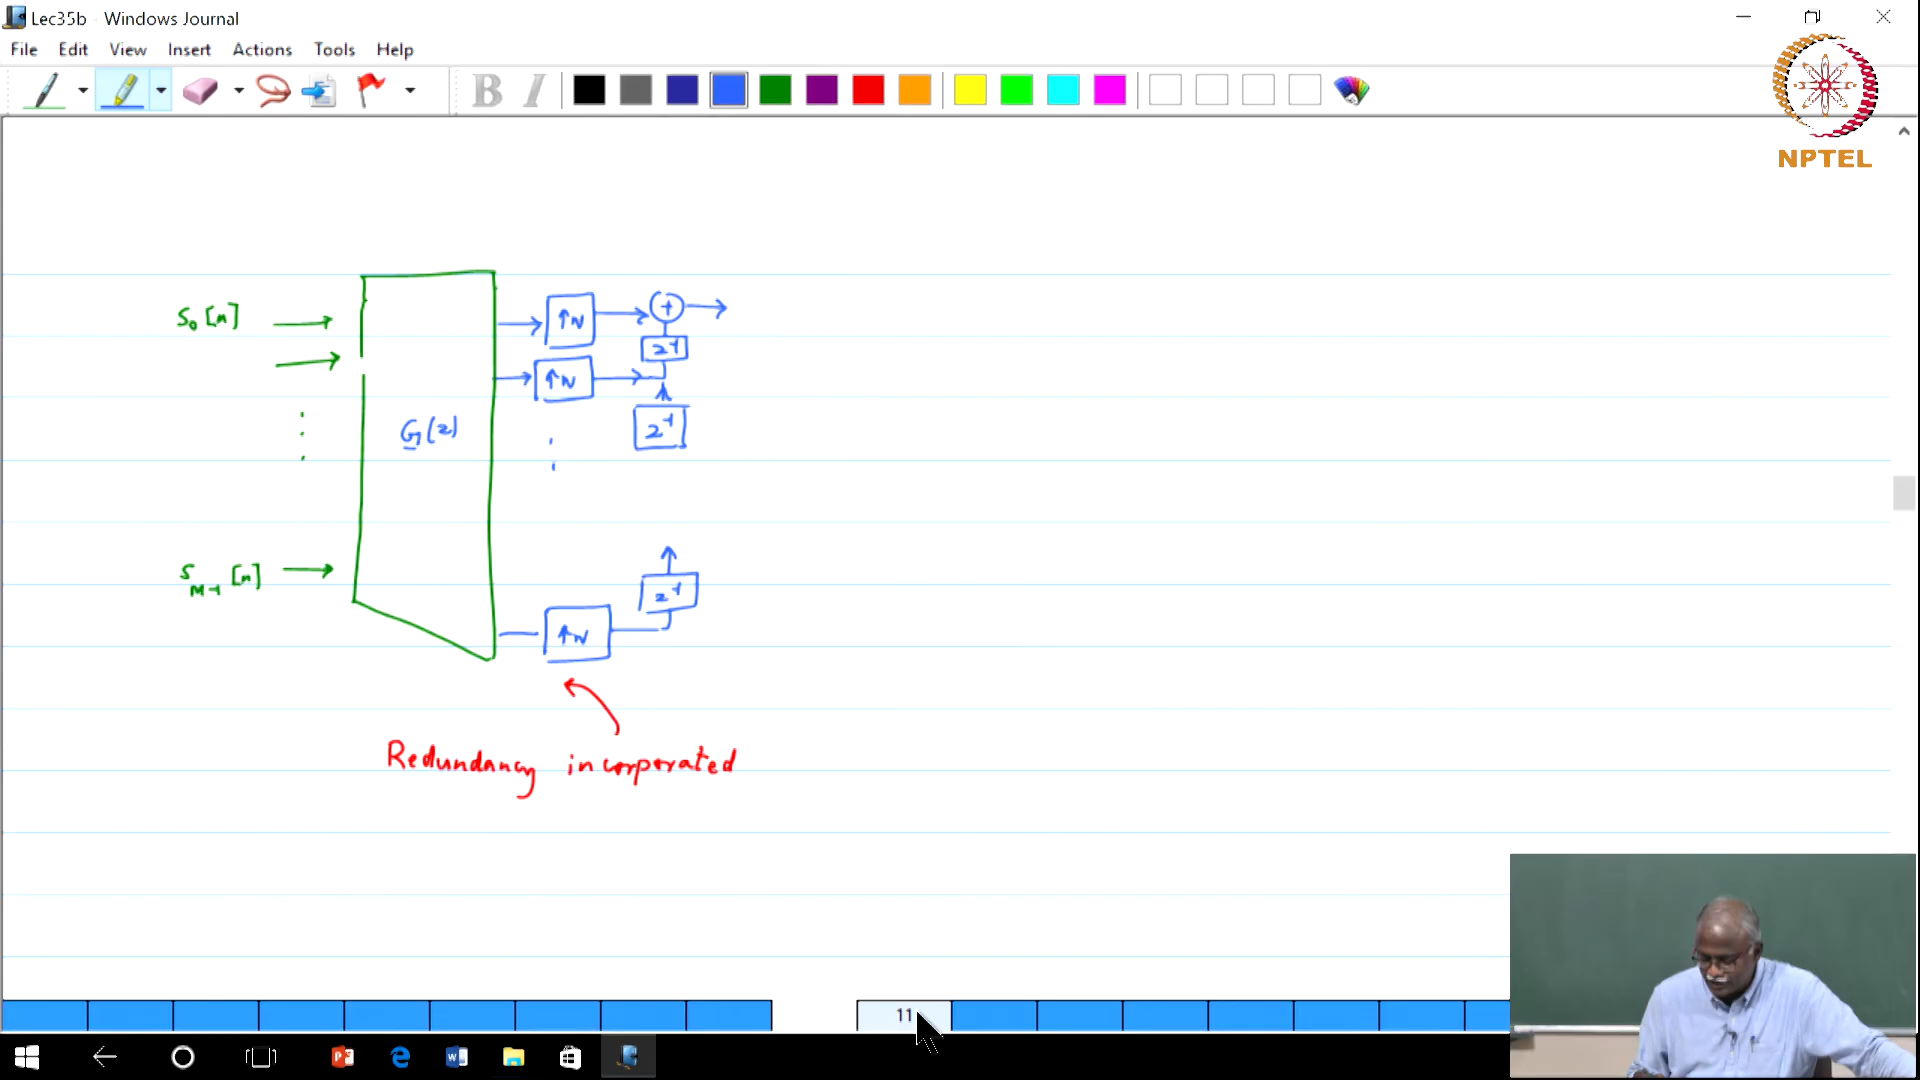 Lec35b - Windows Journal
File Edit View Insert Actions Tools Help
B I
NPTEL
S₀[n]
↑N
+
z⁻¹
↑N
G(z)
z⁻¹
S_{M-1}[n]
z⁻¹
↑N
Redundancy incorporated
11